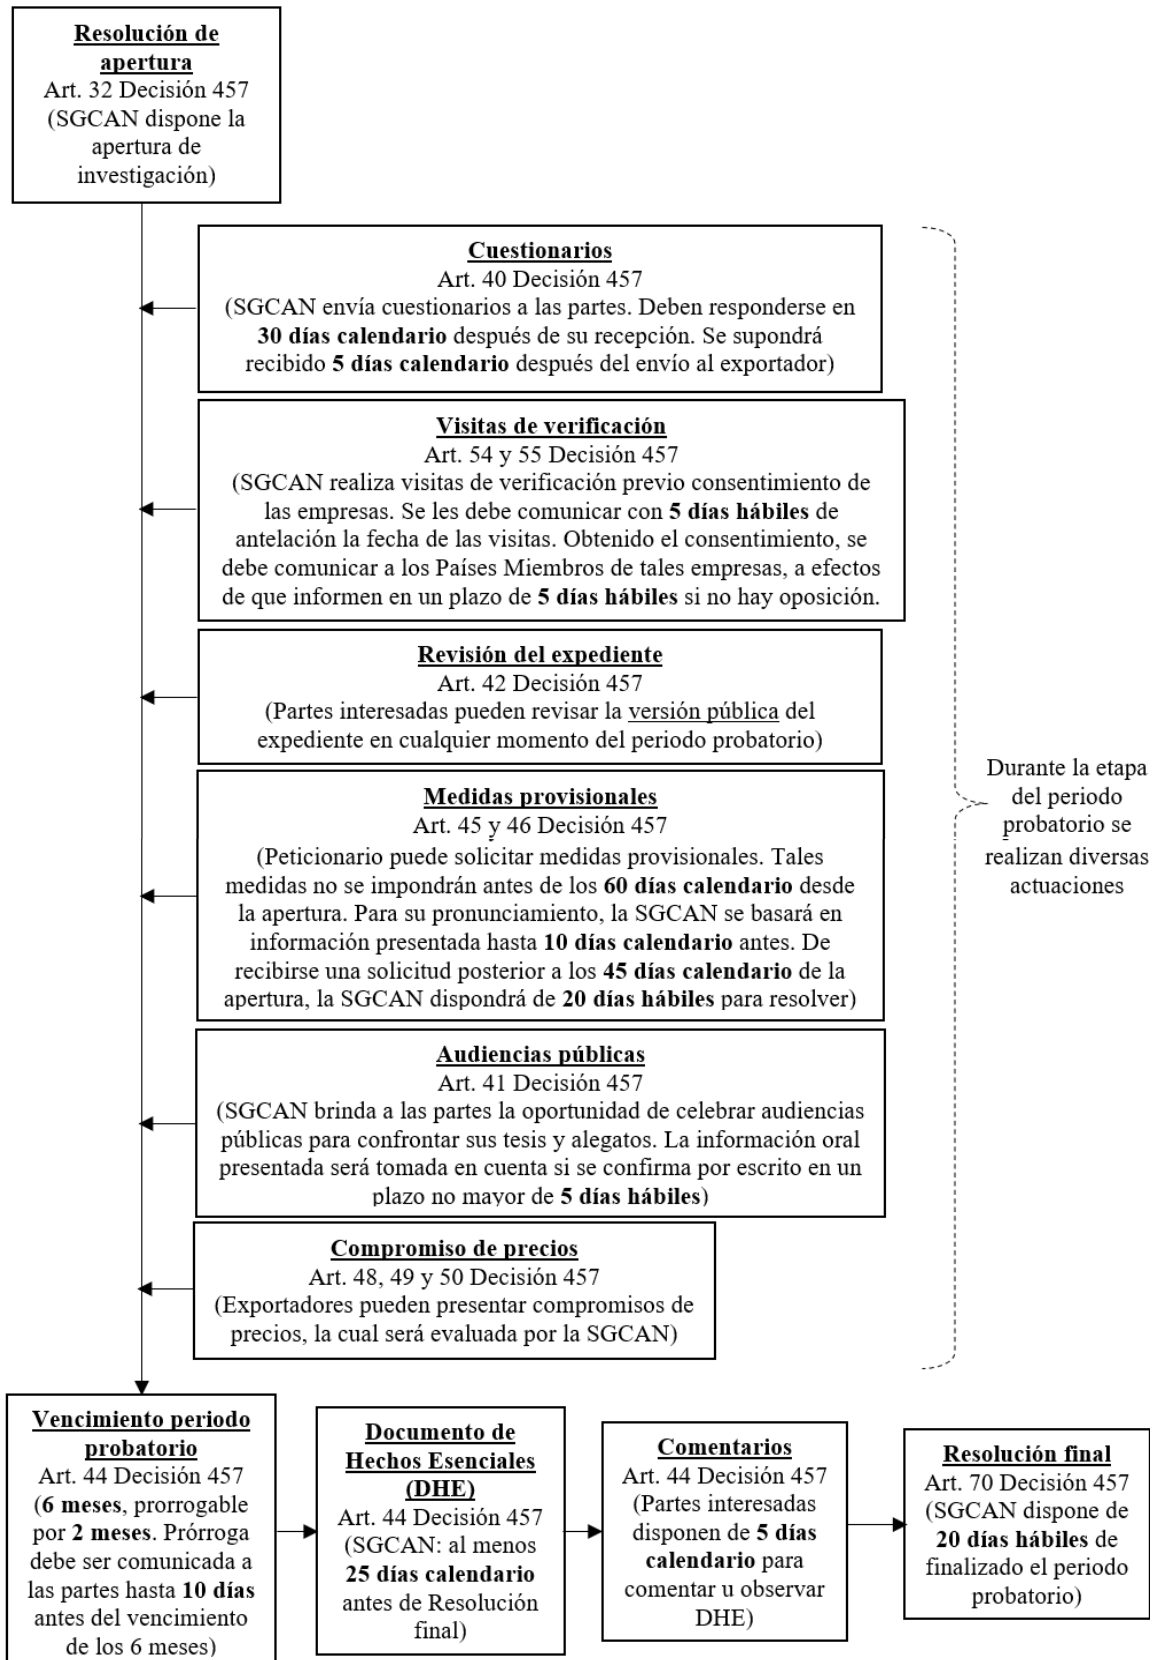 Resolución de
apertura
Art. 32 Decisión 457
(SGCAN dispone la
apertura de
investigación)
Cuestionarios
Art. 40 Decisión 457
(SGCAN envía cuestionarios a las partes. Deben responderse en
30 días calendario después de su recepción. Se supondrá
recibido 5 días calendario después del envío al exportador)
Visitas de verificación
Art. 54 y 55 Decisión 457
(SGCAN realiza visitas de verificación previo consentimiento de
las empresas. Se les debe comunicar con 5 días hábiles de
antelación la fecha de las visitas. Obtenido el consentimiento, se
debe comunicar a los Países Miembros de tales empresas, a efectos
de que informen en un plazo de 5 días hábiles si no hay oposición.
Revisión del expediente
Art. 42 Decisión 457
(Partes interesadas pueden revisar la versión pública del
expediente en cualquier momento del periodo probatorio)
Medidas provisionales
Art. 45 y 46 Decisión 457
(Peticionario puede solicitar medidas provisionales. Tales
medidas no se impondrán antes de los 60 días calendario desde
la apertura. Para su pronunciamiento, la SGCAN se basará en
información presentada hasta 10 días calendario antes. De
recibirse una solicitud posterior a los 45 días calendario de la
apertura, la SGCAN dispondrá de 20 días hábiles para resolver)
Audiencias públicas
Art. 41 Decisión 457
(SGCAN brinda a las partes la oportunidad de celebrar audiencias
públicas para confrontar sus tesis y alegatos. La información oral
presentada será tomada en cuenta si se confirma por escrito en un
plazo no mayor de 5 días hábiles)
Compromiso de precios
Art. 48, 49 y 50 Decisión 457
(Exportadores pueden presentar compromisos de
precios, la cual será evaluada por la SGCAN)
Durante la etapa
del periodo
probatorio se
realizan diversas
actuaciones
Vencimiento periodo
probatorio
Art. 44 Decisión 457
(6 meses, prorrogable
por 2 meses. Prórroga
debe ser comunicada a
las partes hasta 10 días
antes del vencimiento
de los 6 meses)
Documento de
Hechos Esenciales
(DHE)
Art. 44 Decisión 457
(SGCAN: al menos
25 días calendario
antes de Resolución
final)
Comentarios
Art. 44 Decisión 457
(Partes interesadas
disponen de 5 días
calendario para
comentar u observar
DHE)
Resolución final
Art. 70 Decisión 457
(SGCAN dispone de
20 días hábiles de
finalizado el periodo
probatorio)